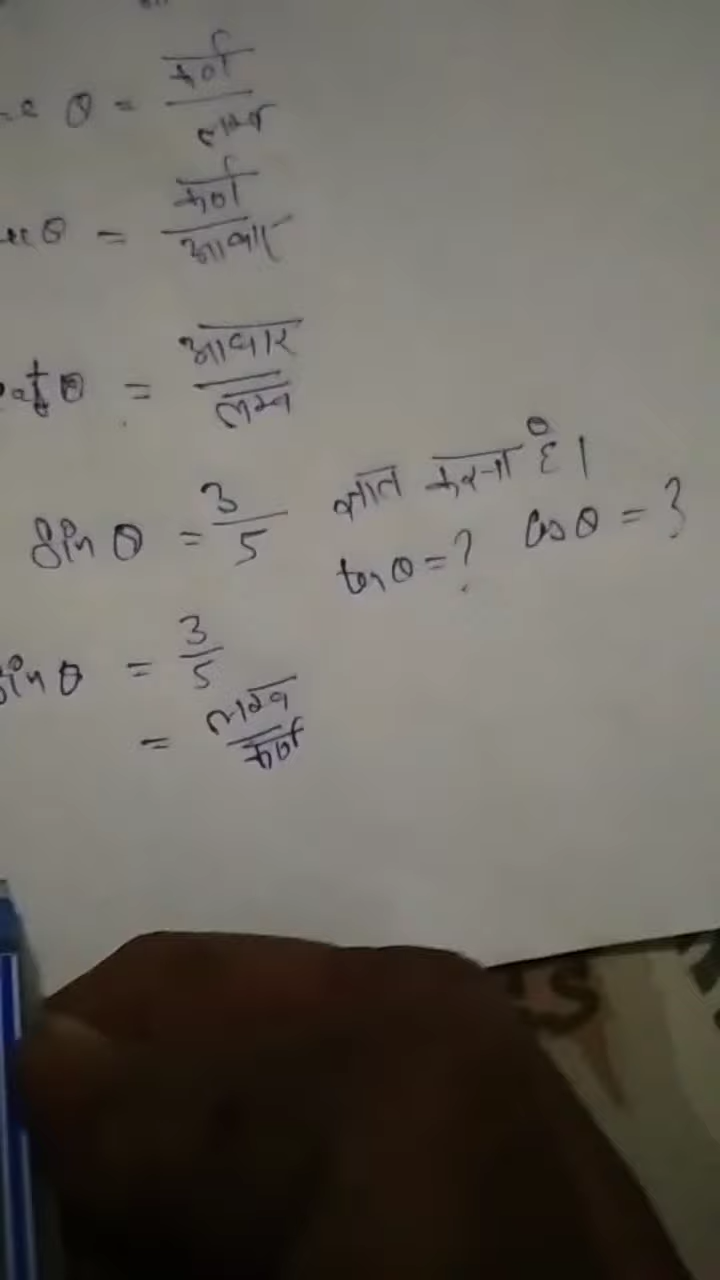 θ = कर्ण / लम्ब
θ = कर्ण / आधार
θ = आधार / लम्ब
sin θ = 3/5 ज्ञात करना है।
tan θ = ? cos θ = ?
sin θ = 3/5
= लम्ब / कर्ण